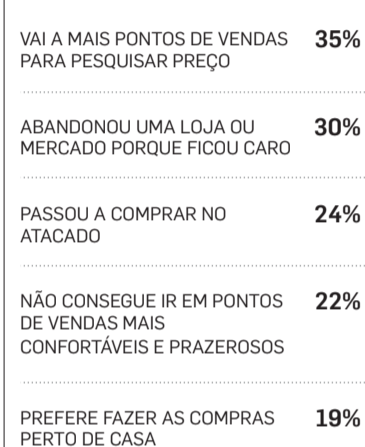 VAI A MAIS PONTOS DE VENDAS 35%
PARA PESQUISAR PREÇO
ABANDONOU UMA LOJA OU 30%
MERCADO PORQUE FICOU CARO
PASSOU A COMPRAR NO 24%
ATACADO
NÃO CONSEGUE IR EM PONTOS 22%
DE VENDAS MAIS
CONFORTÁVEIS E PRAZEROSOS
PREFERE FAZER AS COMPRAS 19%
PERTO DE CASA